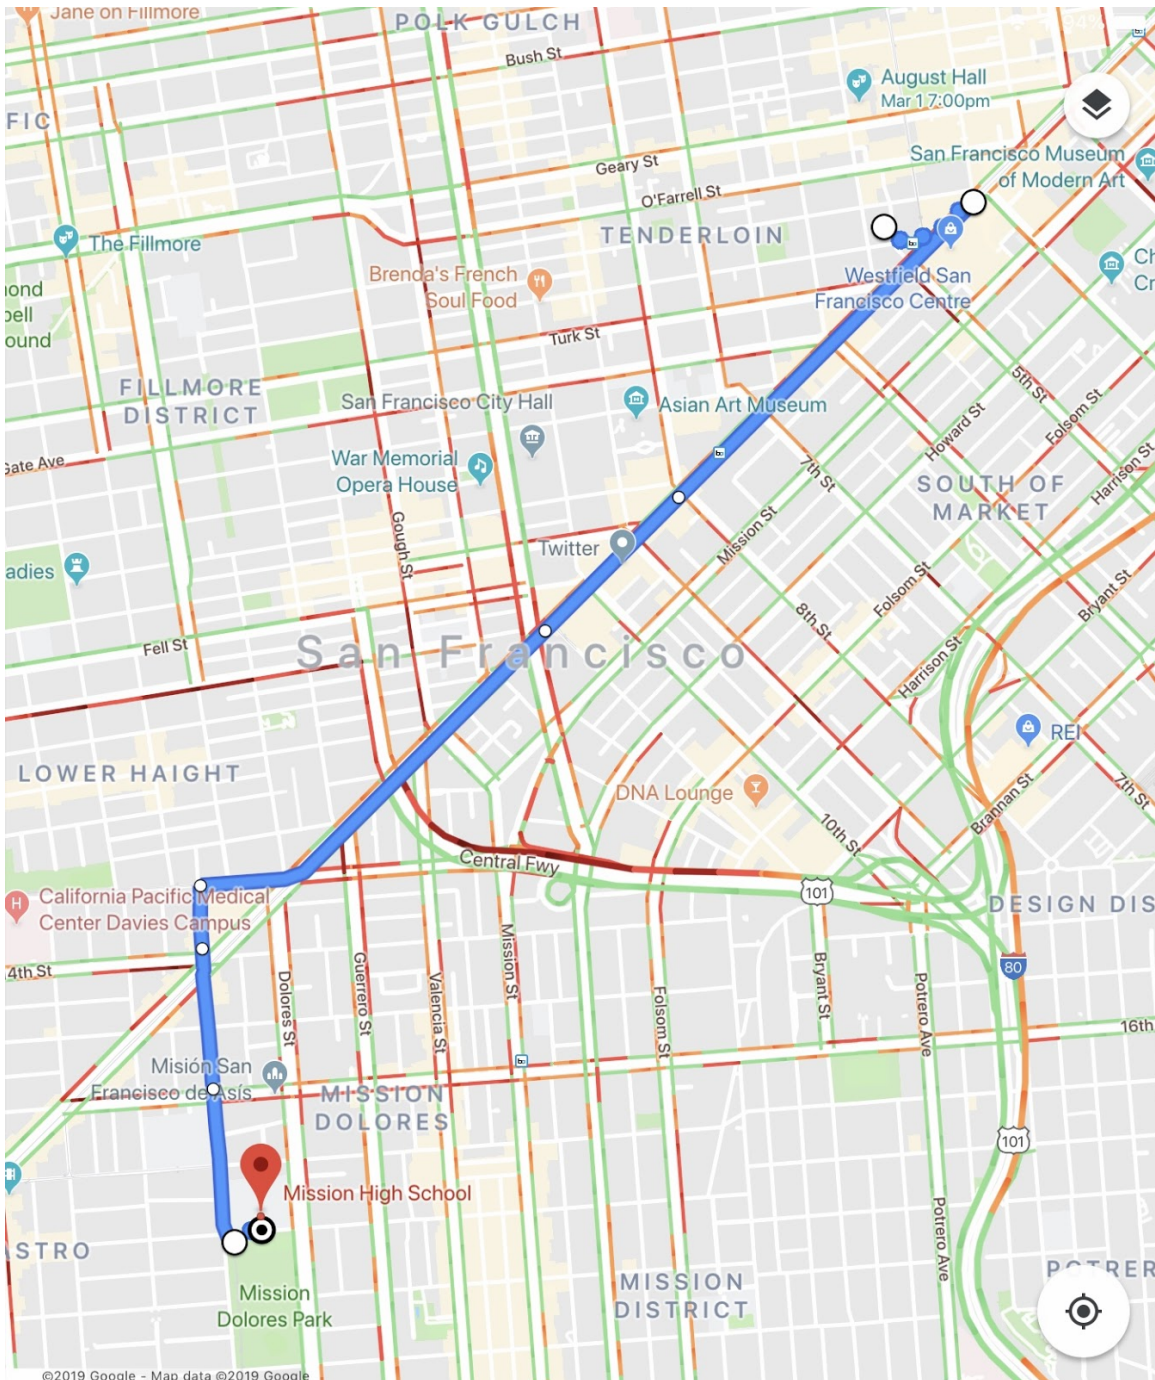 Jane on Fillmore
POLK GULCH
94%
Bush St
August Hall
Mar 1 7:00pm
FIC
San Francisco Museum
of Modern Art
Geary St
O'Farrell St
The Fillmore
TENDERLOIN
Brenda's French
Soul Food
Westfield San
Francisco Centre
Ch
Cr
ond
bell
ound
Turk St
FILLMORE
DISTRICT
San Francisco City Hall
Asian Art Museum
5th St
Folsom St
Howard St
Gate Ave
War Memorial
Opera House
7th St
Harrison St
SOUTH OF
MARKET
Gough St
Mission St
Twitter
adies
Folsom St
Bryant St
8th St
Fell St
San Francisco
Harrison St
REI
LOWER HAIGHT
DNA Lounge
7th St
Brannan St
10th St
Central Fwy
101
H
California Pacific Medical
Center Davies Campus
DESIGN DIS
4th St
Dolores St
Guerrero St
Valencia St
Mission St
Folsom St
Bryant St
Potrero Ave
80
16th
Misión San
Francisco de Asís
MISSION
DOLORES
101
Mission High School
Potrero Ave
ASTRO
MISSION
DISTRICT
POTRER
Mission
Dolores Park
©2019 Google - Map data ©2019 Google